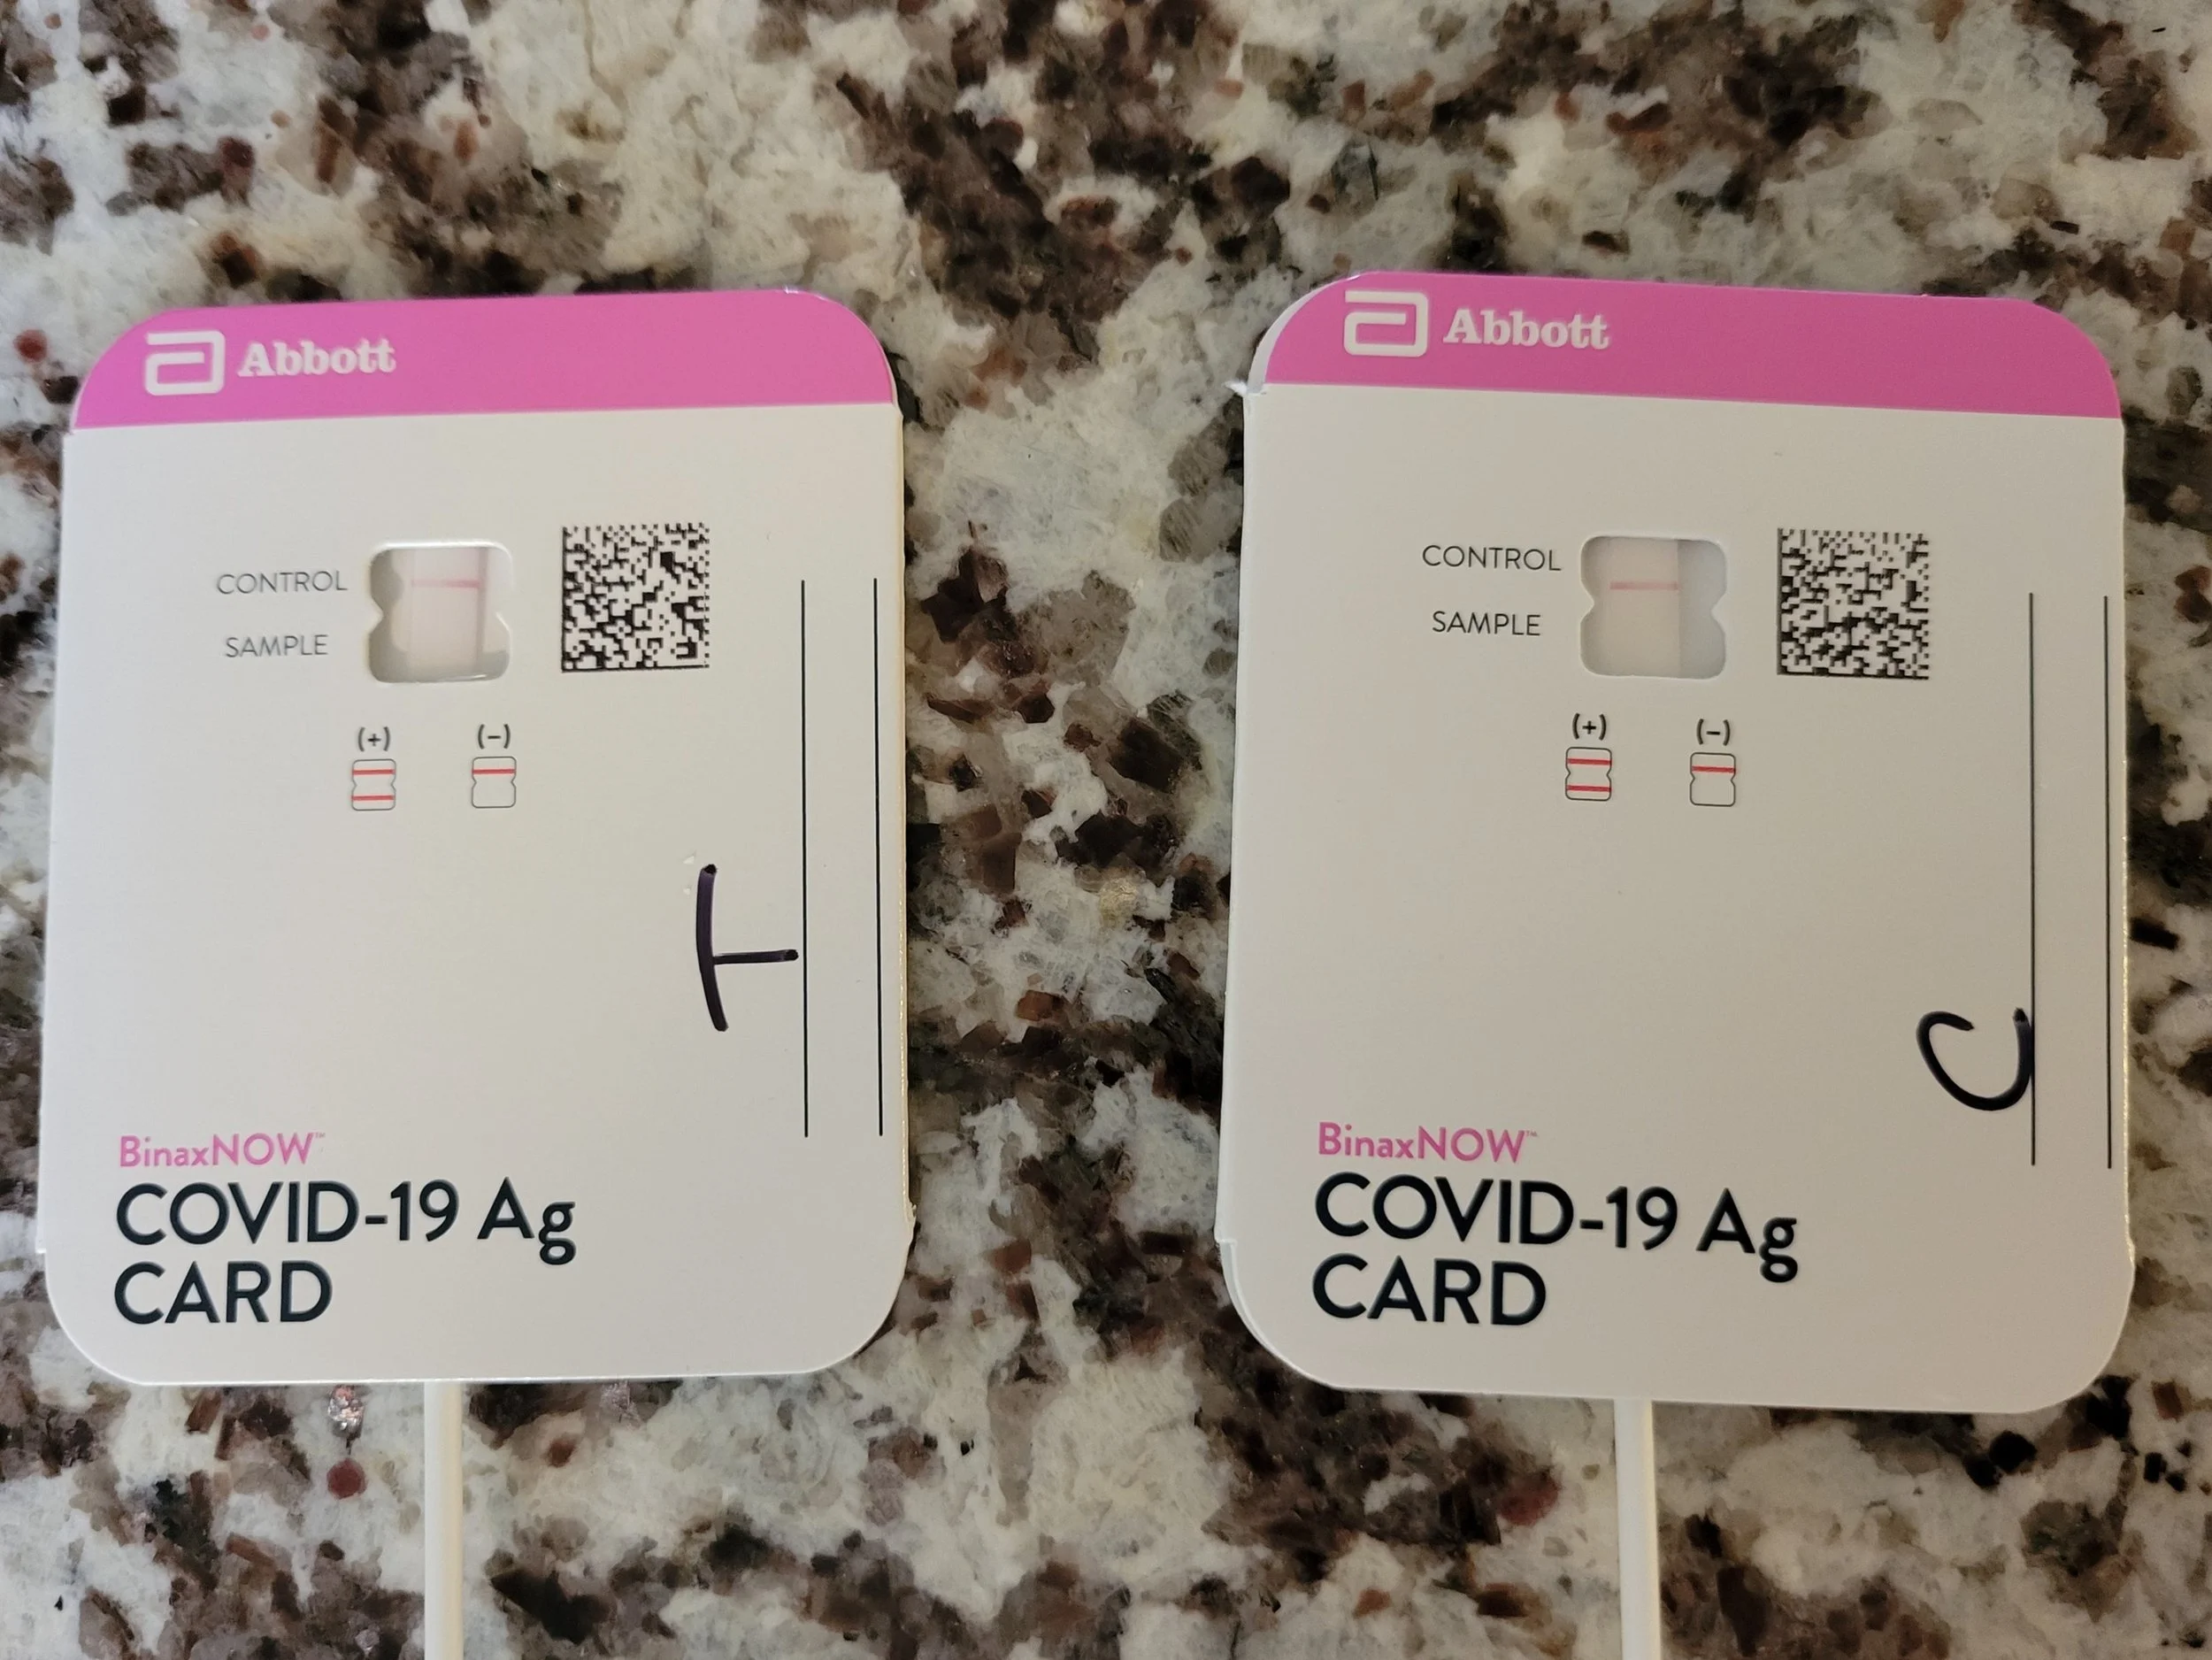 Abbott
CONTROL
SAMPLE
(+) (-)
T
BinaxNOW™
COVID-19 Ag
CARD
Abbott
CONTROL
SAMPLE
(+) (-)
C
BinaxNOW™
COVID-19 Ag
CARD